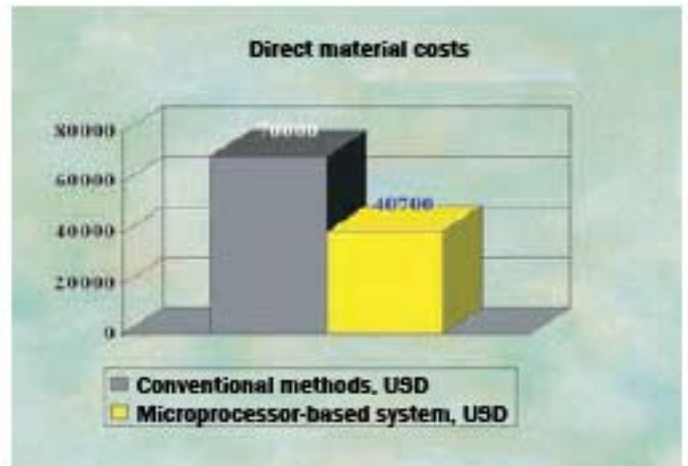 Direct material costs
80000
70000
60000
40700
40000
20000
0
Conventional methods, USD
Microprocessor-based system, USD